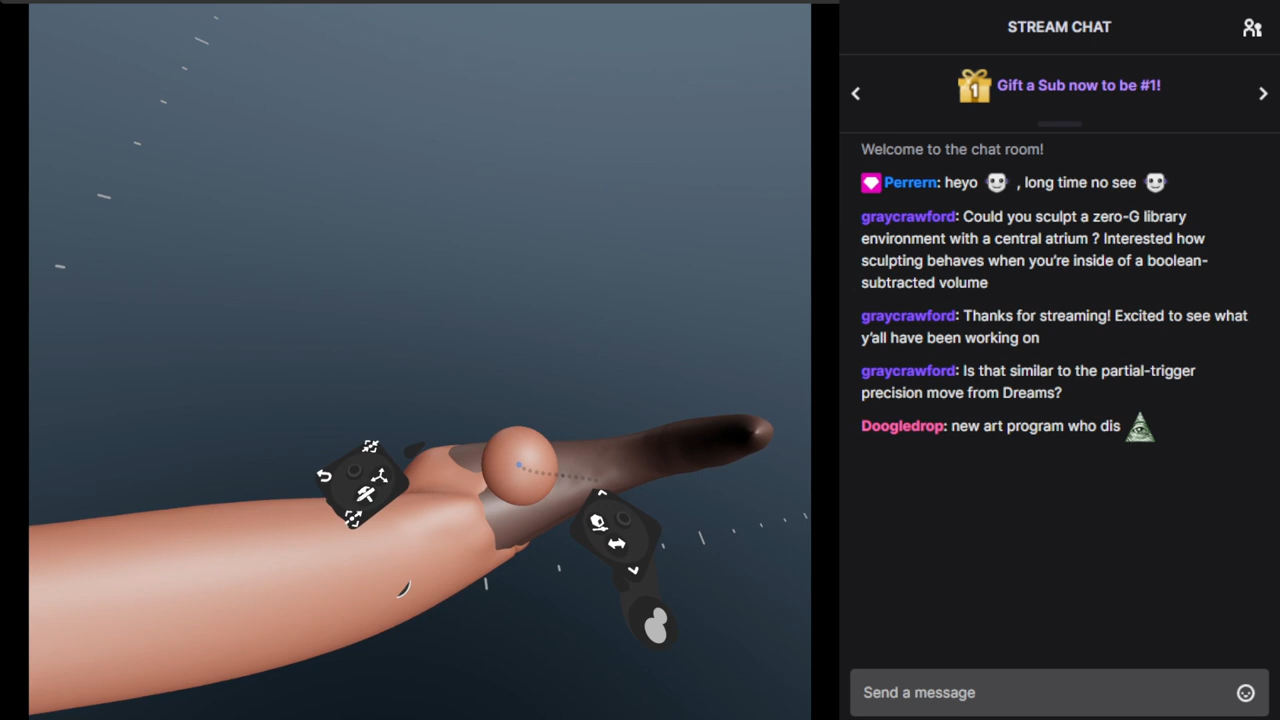 STREAM CHAT
1 Gift a Sub now to be #1!
Welcome to the chat room!
Perrern: heyo , long time no see
graycrawford: Could you sculpt a zero-G library
environment with a central atrium ? Interested how
sculpting behaves when you're inside of a boolean-
subtracted volume
graycrawford: Thanks for streaming! Excited to see what
y'all have been working on
graycrawford: Is that similar to the partial-trigger
precision move from Dreams?
Doogledrop: new art program who dis
Send a message